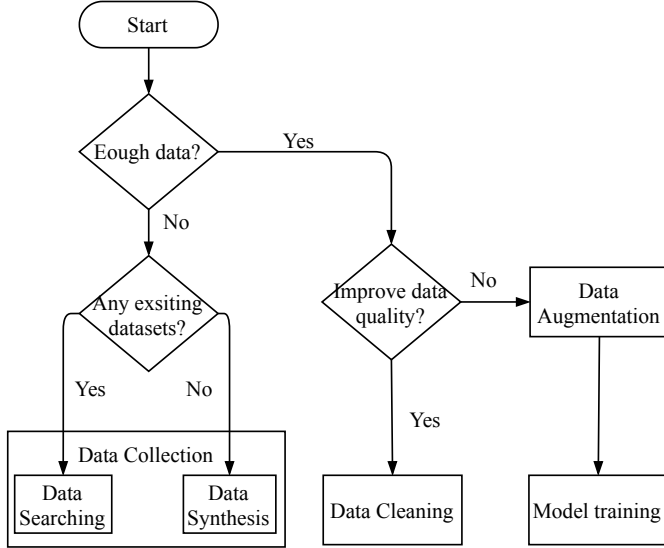 Start
Eough data?
Yes
No
Any exsiting
datasets?
Improve data
quality?
No
Data
Augmentation
Yes
No
Yes
Data Collection
Data
Searching
Data
Synthesis
Data Cleaning
Model training